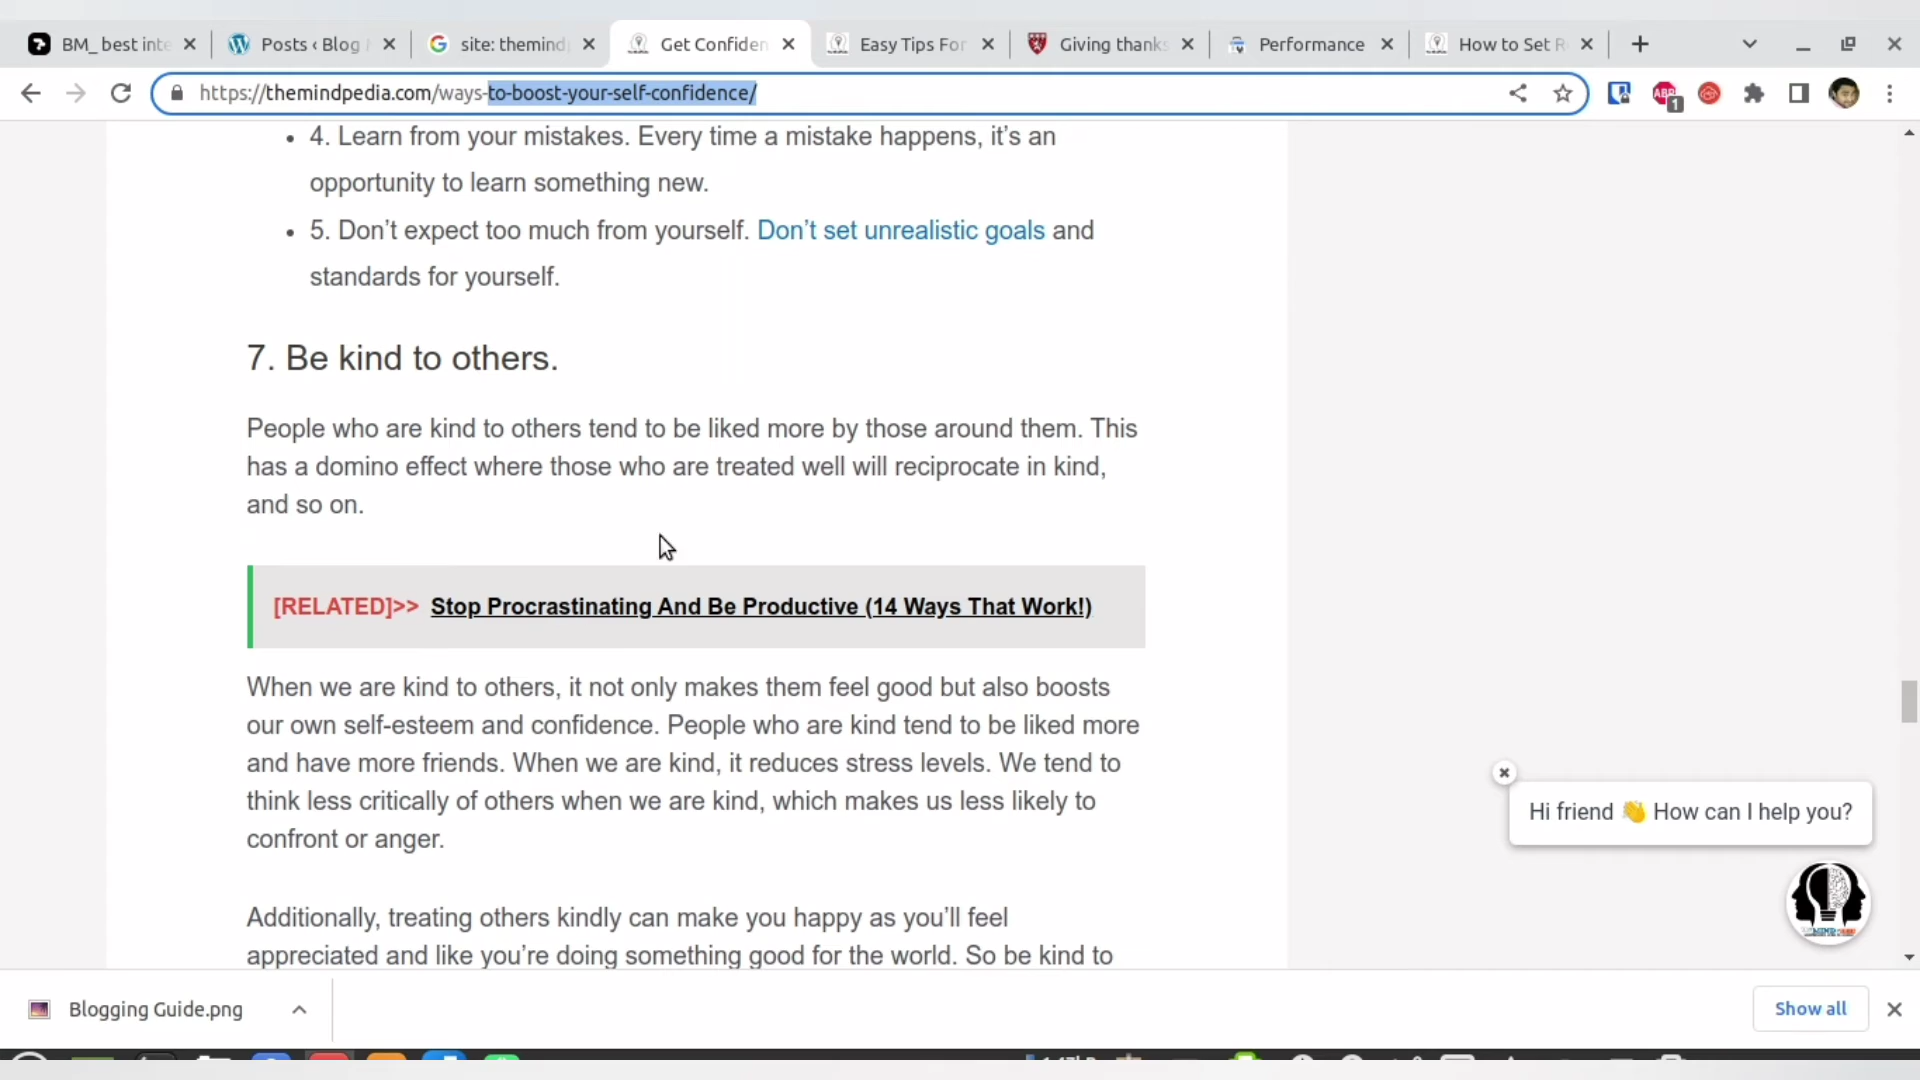 BM_ best inte
Posts ‹ Blog
site: themind
Get Confiden
Easy Tips For
Giving thanks
Performance
How to Set R
https://themindpedia.com/ways-to-boost-your-self-confidence/
ABP
1
• 4. Learn from your mistakes. Every time a mistake happens, it’s an
opportunity to learn something new.
• 5. Don’t expect too much from yourself. Don’t set unrealistic goals and
standards for yourself.
7. Be kind to others.
People who are kind to others tend to be liked more by those around them. This
has a domino effect where those who are treated well will reciprocate in kind,
and so on.
[RELATED]>> Stop Procrastinating And Be Productive (14 Ways That Work!)
When we are kind to others, it not only makes them feel good but also boosts
our own self-esteem and confidence. People who are kind tend to be liked more
and have more friends. When we are kind, it reduces stress levels. We tend to
think less critically of others when we are kind, which makes us less likely to
confront or anger.
Additionally, treating others kindly can make you happy as you’ll feel
appreciated and like you’re doing something good for the world. So be kind to
Hi friend 👋 How can I help you?
Blogging Guide.png
Show all